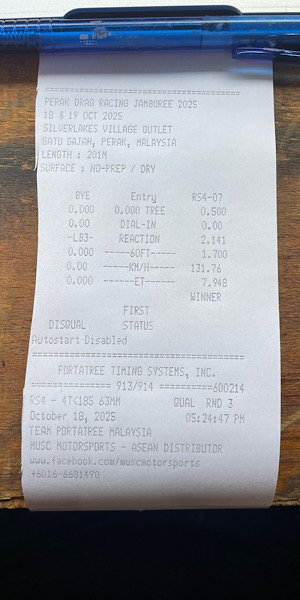 ========================================
PERAK DRAG RACING JAMBOREE 2025
18 & 19 OCT 2025
SILVERLAKES VILLAGE OUTLET
BATU GAJAH, PERAK, MALAYSIA
LENGTH : 201M
SURFACE : NO-PREP / DRY
BYE Entry RS4-07
0.000 0.000 TREE 0.500
0.00 DIAL-IN 0.00
-LB3- REACTION 2.141
0.000 ------60FT----- 1.700
0.00 -----KM/H----- 131.76
0.000 ------ET----- 7.948
WINNER
FIRST
DISQUAL STATUS
Autostart Disabled
========================================
PORTATREE TIMING SYSTEMS, INC.
=============== 913/914 ==========600214
RS4 - 4TK185 63MM QUAL RND 3
October 18, 2025 05:24:47 PM
TEAM PORTATREE MALAYSIA
MUSC MOTORSPORTS - ASEAN DISTRIBUTOR
www.facebook.com/muscmotorsports
+6016-6681490